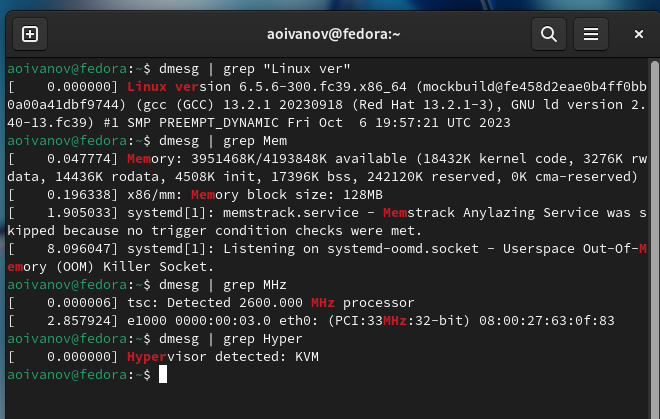 aoivanov@fedora:~
aoivanov@fedora:~$ dmesg | grep "Linux ver"
[    0.000000] Linux version 6.5.6-300.fc39.x86_64 (mockbuild@fe458d2eae0b4ff0bb
0a00a41dbf9744) (gcc (GCC) 13.2.1 20230918 (Red Hat 13.2.1-3), GNU ld version 2.
40-13.fc39) #1 SMP PREEMPT_DYNAMIC Fri Oct  6 19:57:21 UTC 2023
aoivanov@fedora:~$ dmesg | grep Mem
[    0.047774] Memory: 3951468K/4193848K available (18432K kernel code, 3276K rw
data, 14436K rodata, 4508K init, 17396K bss, 242120K reserved, 0K cma-reserved)
[    0.196338] x86/mm: Memory block size: 128MB
[    1.905033] systemd[1]: memstrack.service - Memstrack Anylazing Service was s
kipped because no trigger condition checks were met.
[    8.096047] systemd[1]: Listening on systemd-oomd.socket - Userspace Out-Of-M
emory (OOM) Killer Socket.
aoivanov@fedora:~$ dmesg | grep MHz
[    0.000006] tsc: Detected 2600.000 MHz processor
[    2.857924] e1000 0000:00:03.0 eth0: (PCI:33MHz:32-bit) 08:00:27:63:0f:83
aoivanov@fedora:~$ dmesg | grep Hyper
[    0.000000] Hypervisor detected: KVM
aoivanov@fedora:~$